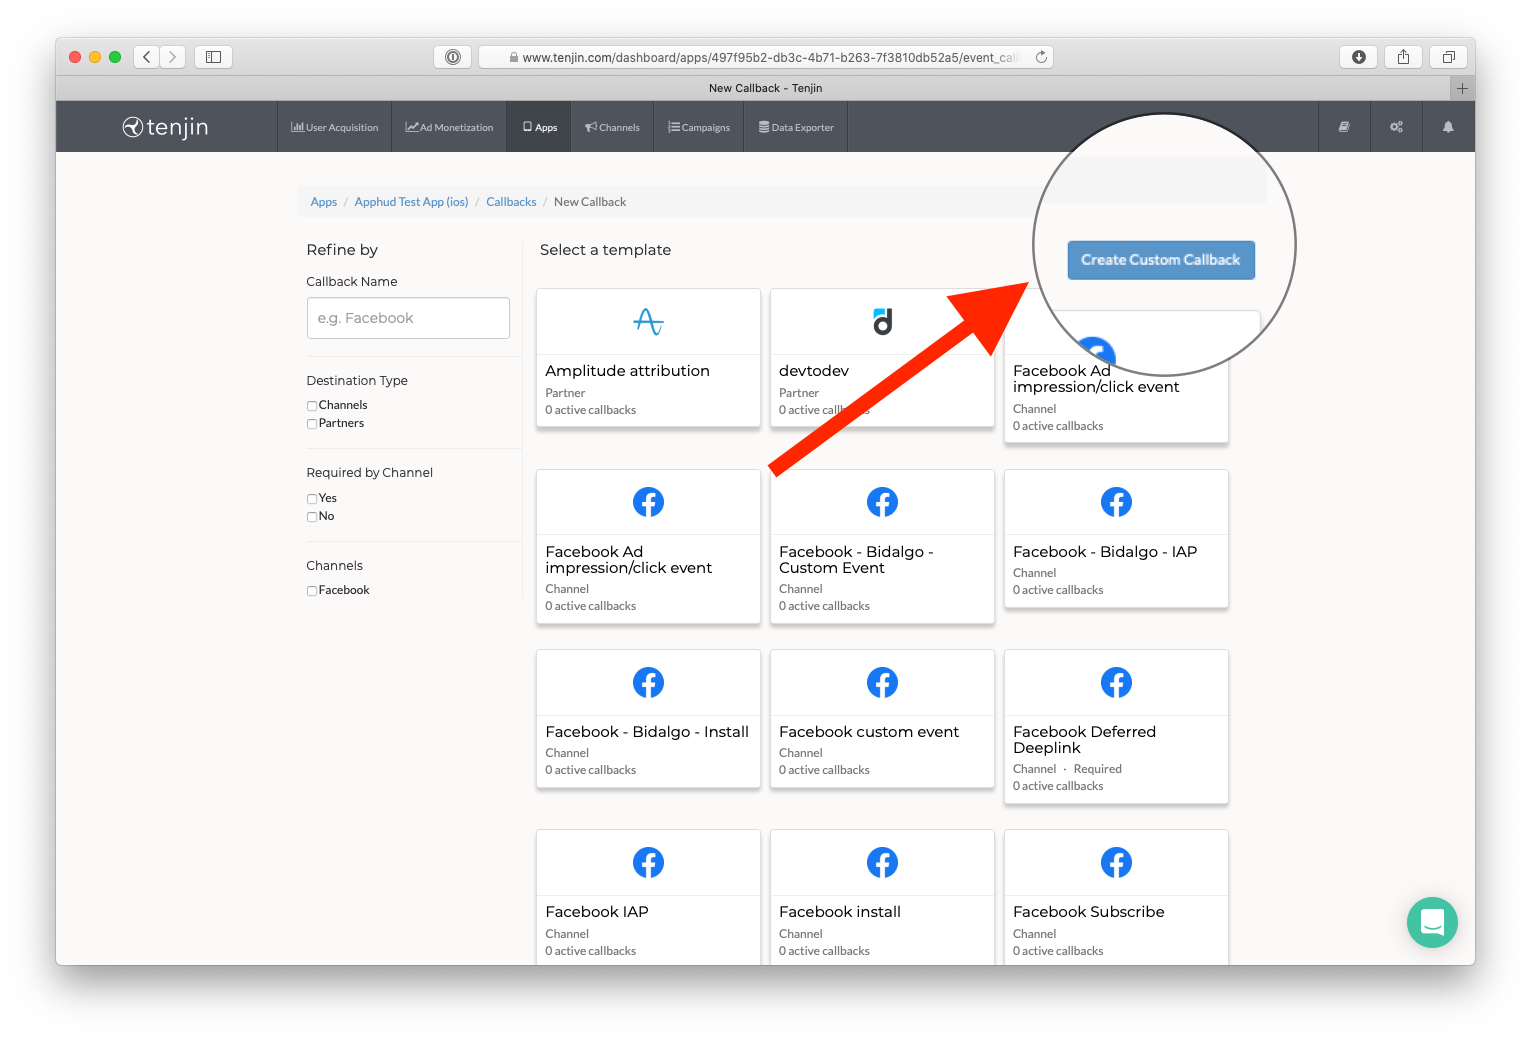 www.tenjin.com/dashboard/apps/497f95b2-db3c-4b71-b263-7f3810db52a5/event_cal
New Callback - Tenjin
tenjin
User Acquisition
Ad Monetization
Apps
Channels
Campaigns
Data Exporter
Apps / Apphud Test App (ios) / Callbacks / New Callback
Refine by
Callback Name
e.g. Facebook
Destination Type
Channels
Partners
Required by Channel
Yes
No
Channels
Facebook
Select a template
Create Custom Callback
Amplitude attribution
Partner
0 active callbacks
devtodev
Partner
0 active callbacks
Facebook Ad
impression/click event
Channel
0 active callbacks
Facebook Ad
impression/click event
Channel
0 active callbacks
Facebook - Bidalgo -
Custom Event
Channel
0 active callbacks
Facebook - Bidalgo - IAP
Channel
0 active callbacks
Facebook - Bidalgo - Install
Channel
0 active callbacks
Facebook custom event
Channel
0 active callbacks
Facebook Deferred
Deeplink
Channel · Required
0 active callbacks
Facebook IAP
Channel
0 active callbacks
Facebook install
Channel
0 active callbacks
Facebook Subscribe
Channel
0 active callbacks